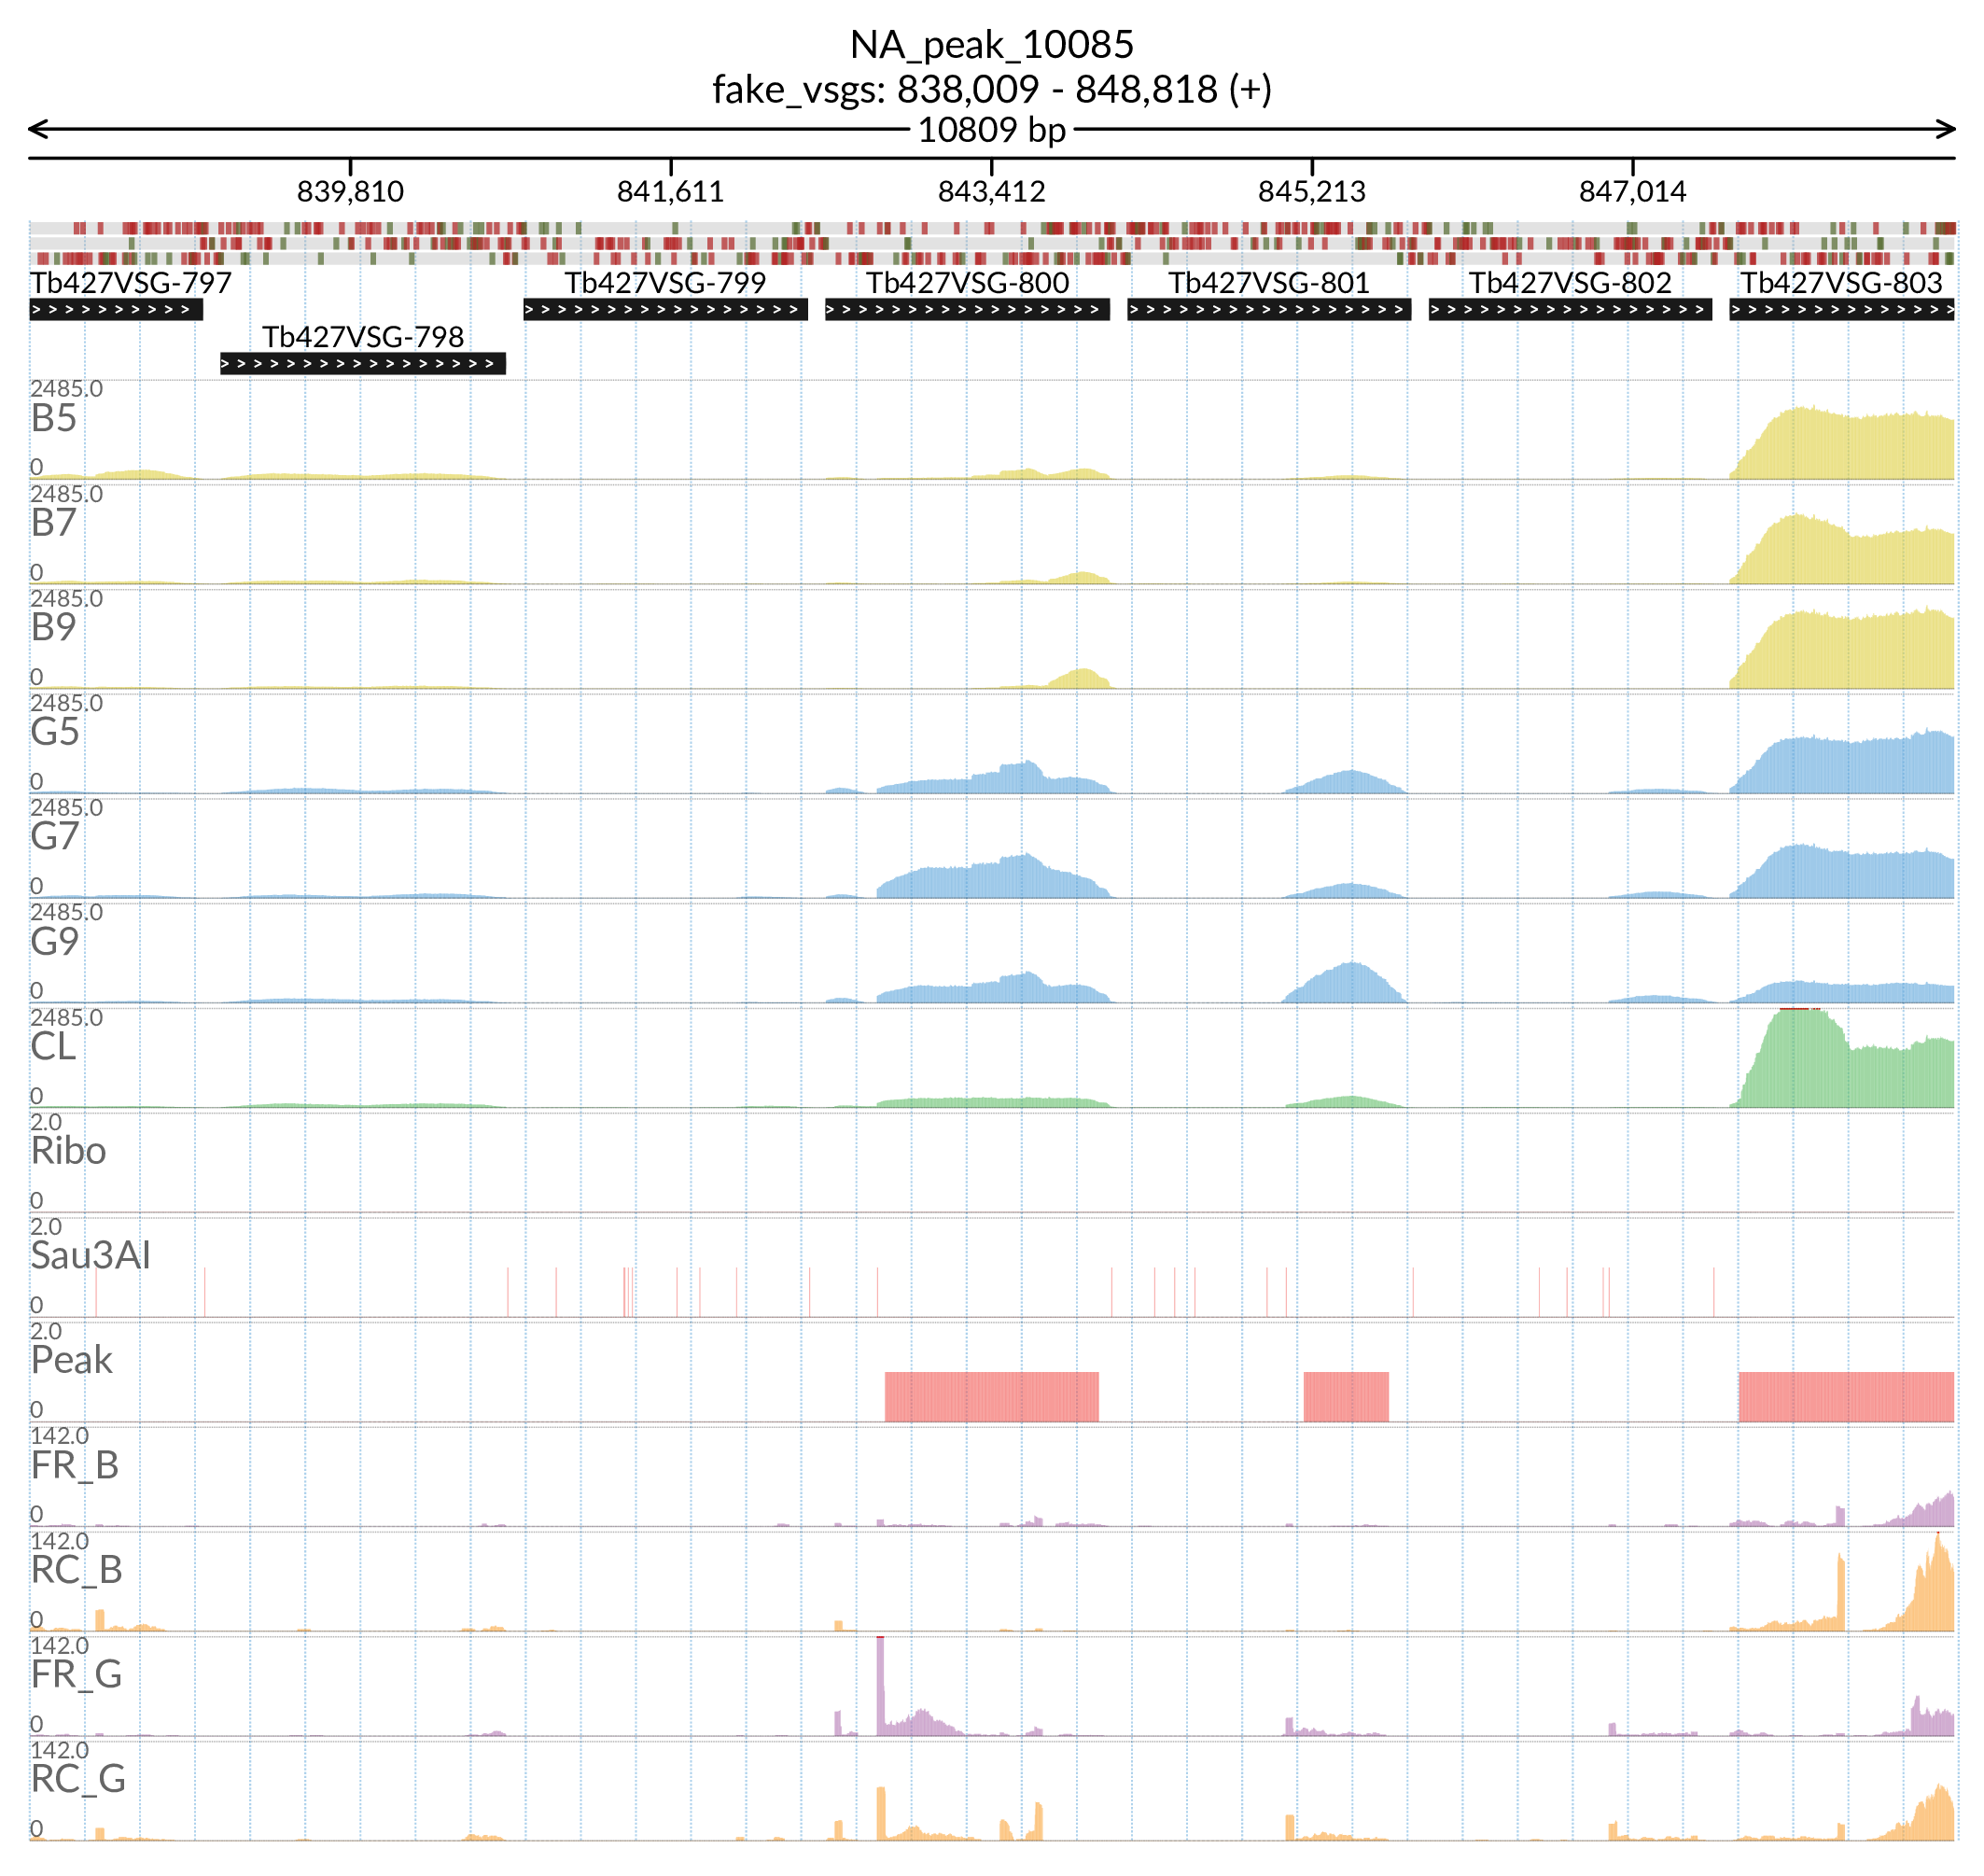 NA_peak_10085
fake_vsgs: 838,009 - 848,818 (+)
10809 bp
839,810 841,611 843,412 845,213 847,014
Tb427VSG-797 Tb427VSG-799 Tb427VSG-800 Tb427VSG-801 Tb427VSG-802 Tb427VSG-803
Tb427VSG-798
2485.0
B5
0
2485.0
B7
0
2485.0
B9
0
2485.0
G5
0
2485.0
G7
0
2485.0
G9
0
2485.0
CL
0
2.0
Ribo
0
2.0
Sau3AI
0
2.0
Peak
0
142.0
FR_B
0
142.0
RC_B
0
142.0
FR_G
0
142.0
RC_G
0